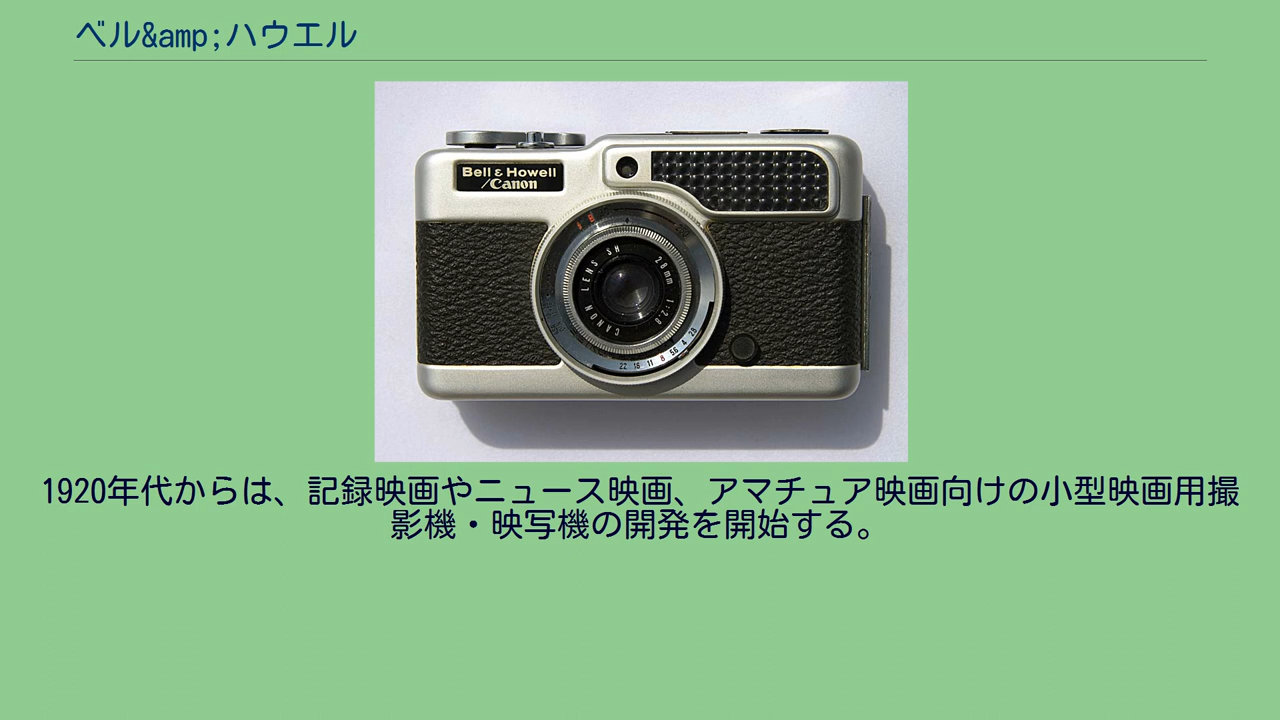 ベル&amp;ハウエル
Bell & Howell
/Canon
CANON LENS SH 28mm 1:2.8
22 16 11 8 5.6 4 2.8
1920年代からは、記録映画やニュース映画、アマチュア映画向けの小型映画用撮
影機・映写機の開発を開始する。